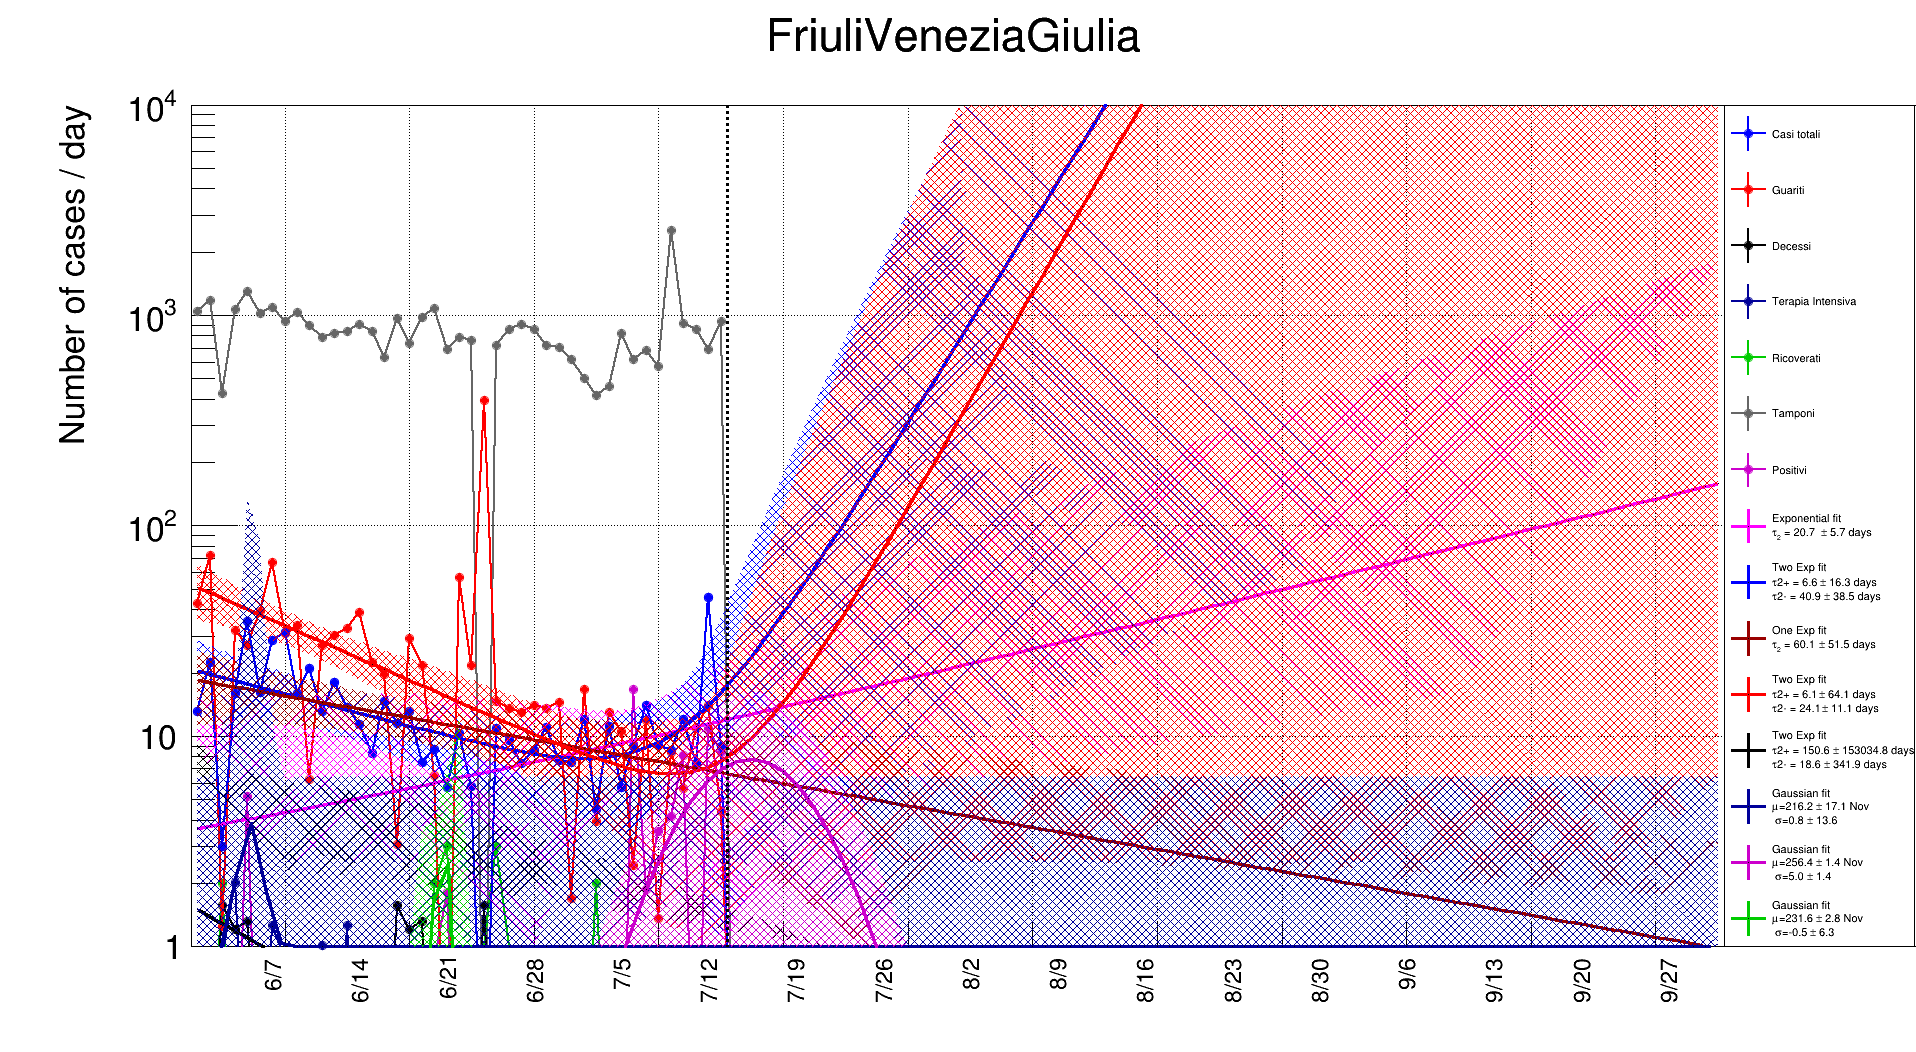 FriuliVeneziaGiulia
Number of cases / day
10⁴
10³
10²
10
1
6/7
6/14
6/21
6/28
7/5
7/12
7/19
7/26
8/2
8/9
8/16
8/23
8/30
9/6
9/13
9/20
9/27
Casi totali
Guariti
Decessi
Terapia Intensiva
Ricoverati
Tamponi
Positivi
Exponential fit
τ₂ = 20.7 ± 5.7 days
Two Exp fit
τ2+ = 6.6 ± 16.3 days
τ2- = 40.9 ± 38.5 days
One Exp fit
τ₂ = 60.1 ± 51.5 days
Two Exp fit
τ2+ = 6.1 ± 64.1 days
τ2- = 24.1 ± 11.1 days
Two Exp fit
τ2+ = 150.6 ± 153034.8 days
τ2- = 18.6 ± 341.9 days
Gaussian fit
μ=216.2 ± 17.1 Nov
σ=0.8 ± 13.6
Gaussian fit
μ=256.4 ± 1.4 Nov
σ=5.0 ± 1.4
Gaussian fit
μ=231.6 ± 2.8 Nov
σ=-0.5 ± 6.3